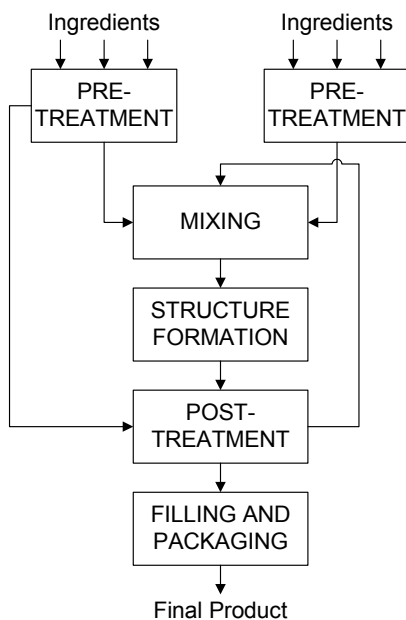 Ingredients
Ingredients
PRE-
TREATMENT
PRE-
TREATMENT
MIXING
STRUCTURE
FORMATION
POST-
TREATMENT
FILLING AND
PACKAGING
Final Product